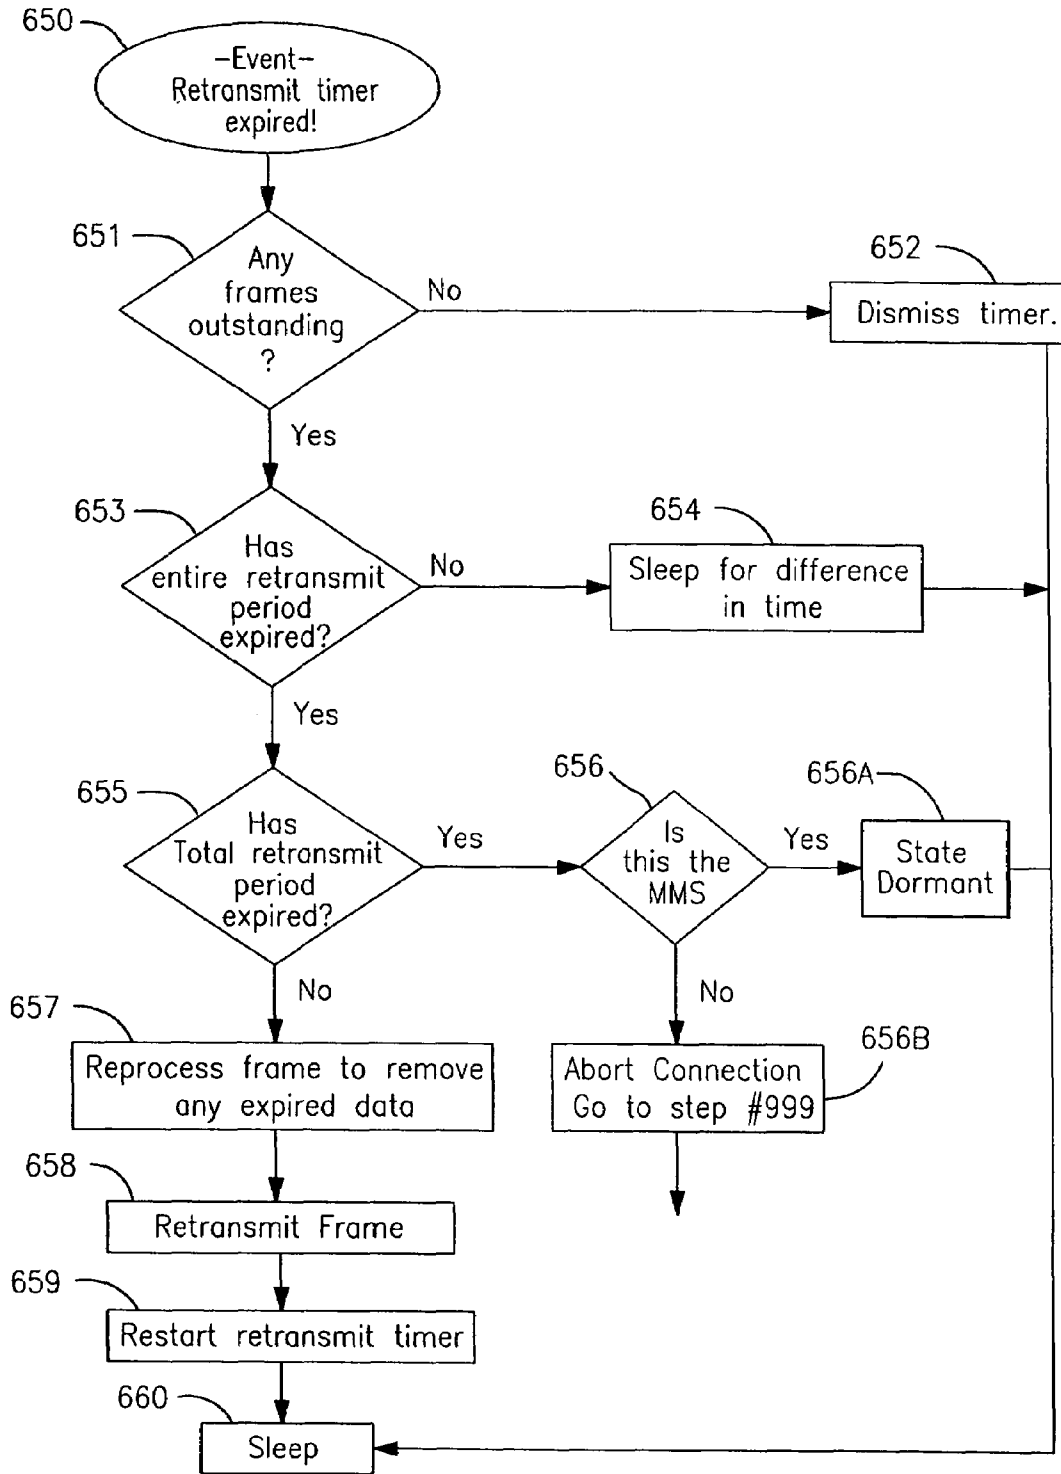 650
-Event-
Retransmit timer
expired!
651
Any
frames
outstanding
?
No
652
Dismiss timer.
Yes
653
Has
entire retransmit
period
expired?
No
654
Sleep for difference
in time
Yes
655
Has
Total retransmit
period
expired?
Yes
656
Is
this the
MMS
Yes
656A
State
Dormant
No
No
657
Reprocess frame to remove
any expired data
656B
Abort Connection
Go to step #999
658
Retransmit Frame
659
Restart retransmit timer
660
Sleep